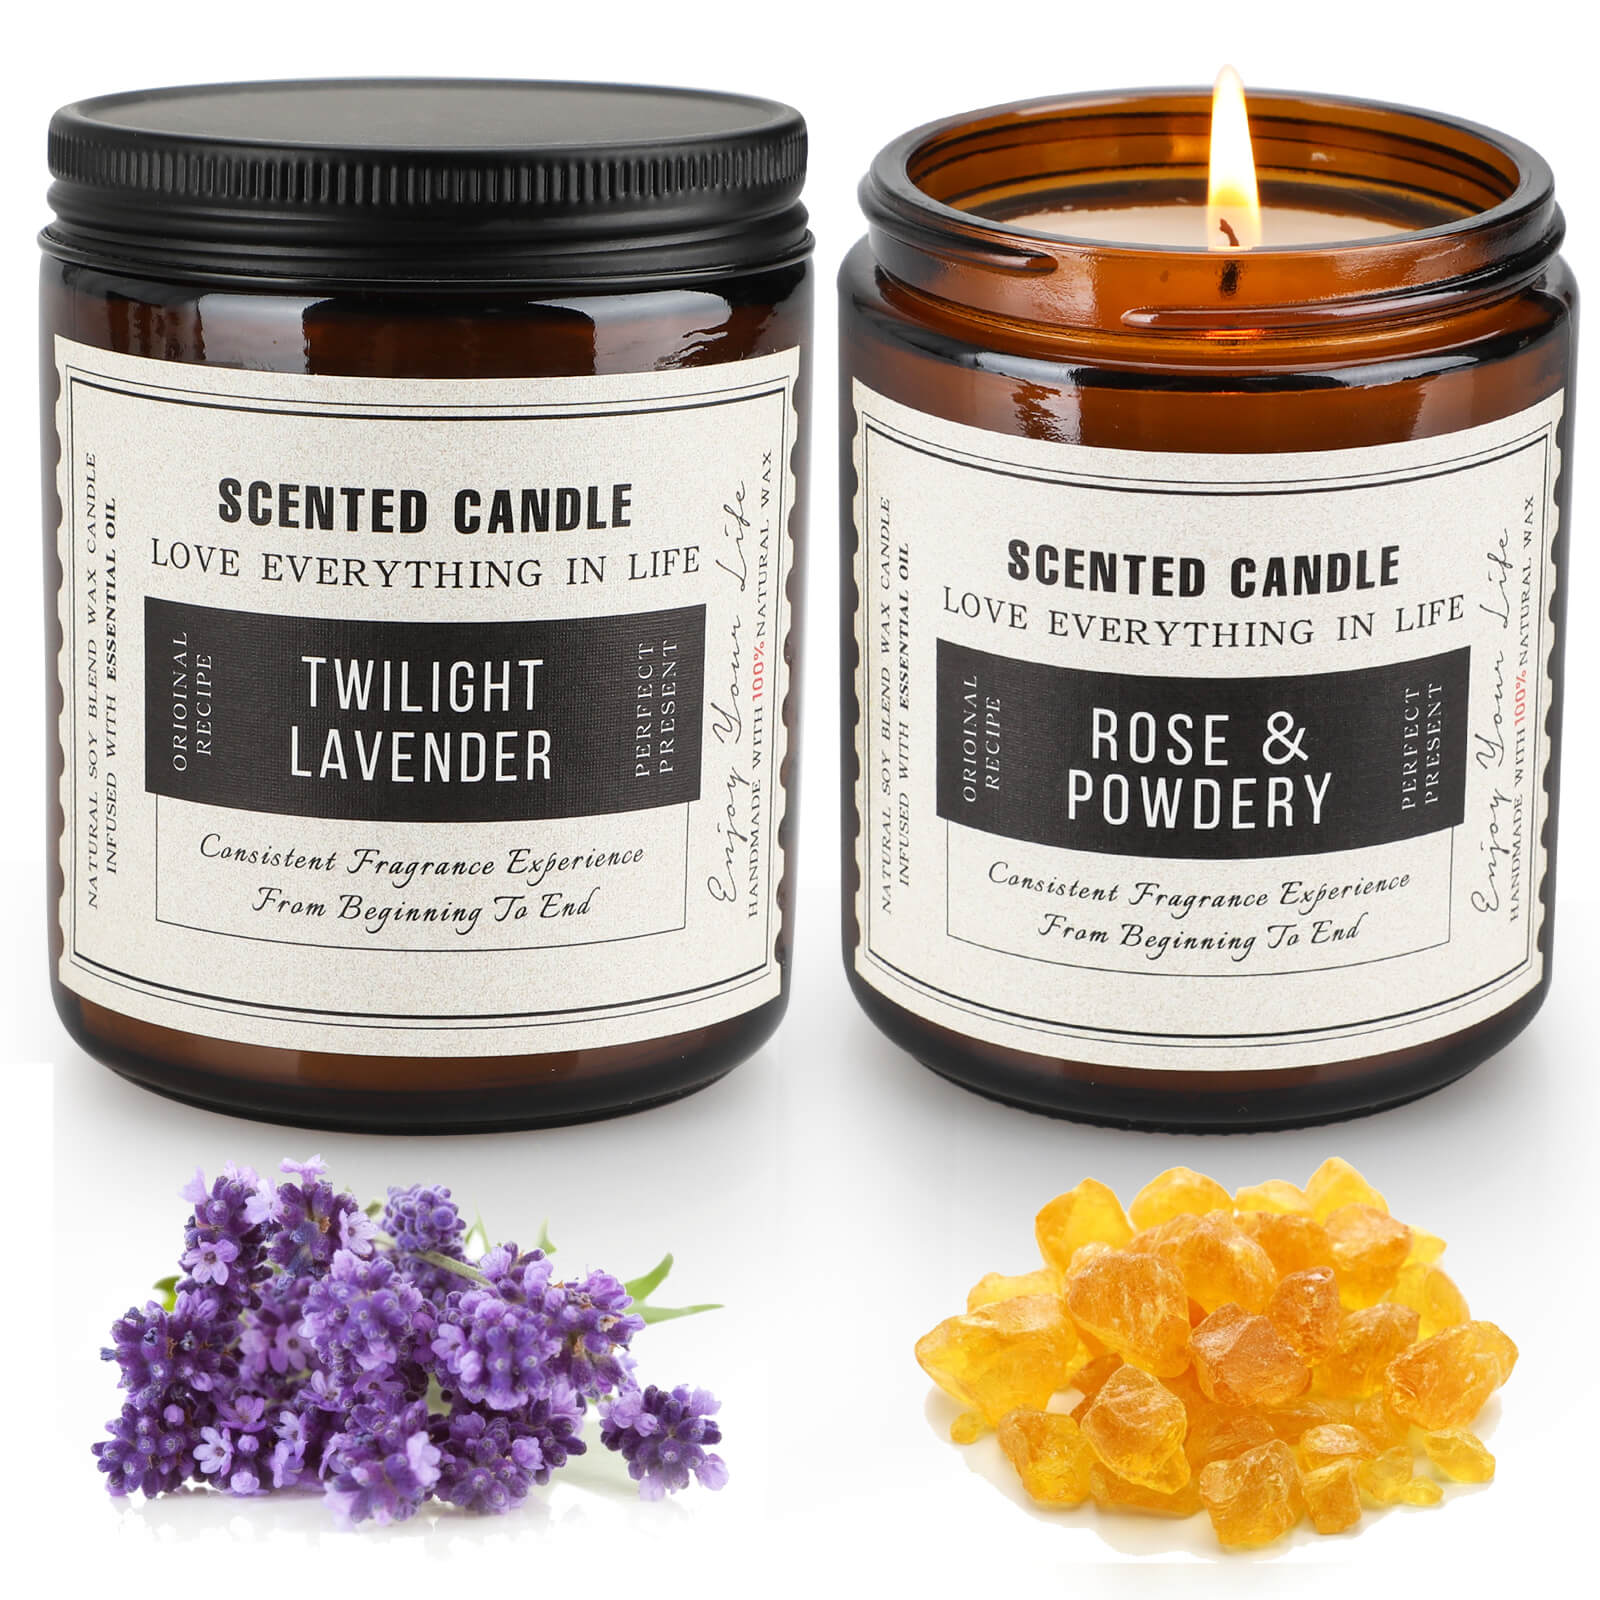 SCENTED CANDLE
LOVE EVERYTHING IN LIFE
ORIOINAL
RECIPE
TWILIGHT
LAVENDER
PERFECT
PRESENT
Consistent Fragrance Experience
From Beginning To End
NATURAL SOY BLEND WAX CANDLE
INFUSED WITH ESSENTIAL OIL
Enjoy Your Life
HANDMADE WITH 100% NATURAL WAX
SCENTED CANDLE
LOVE EVERYTHING IN LIFE
ORIOINAL
RECIPE
ROSE &
POWDERY
PERFECT
PRESENT
Consistent Fragrance Experience
From Beginning To End
NATURAL SOY BLEND WAX CANDLE
INFUSED WITH ESSENTIAL OIL
Enjoy Your Life
HANDMADE WITH 100% NATURAL WAX